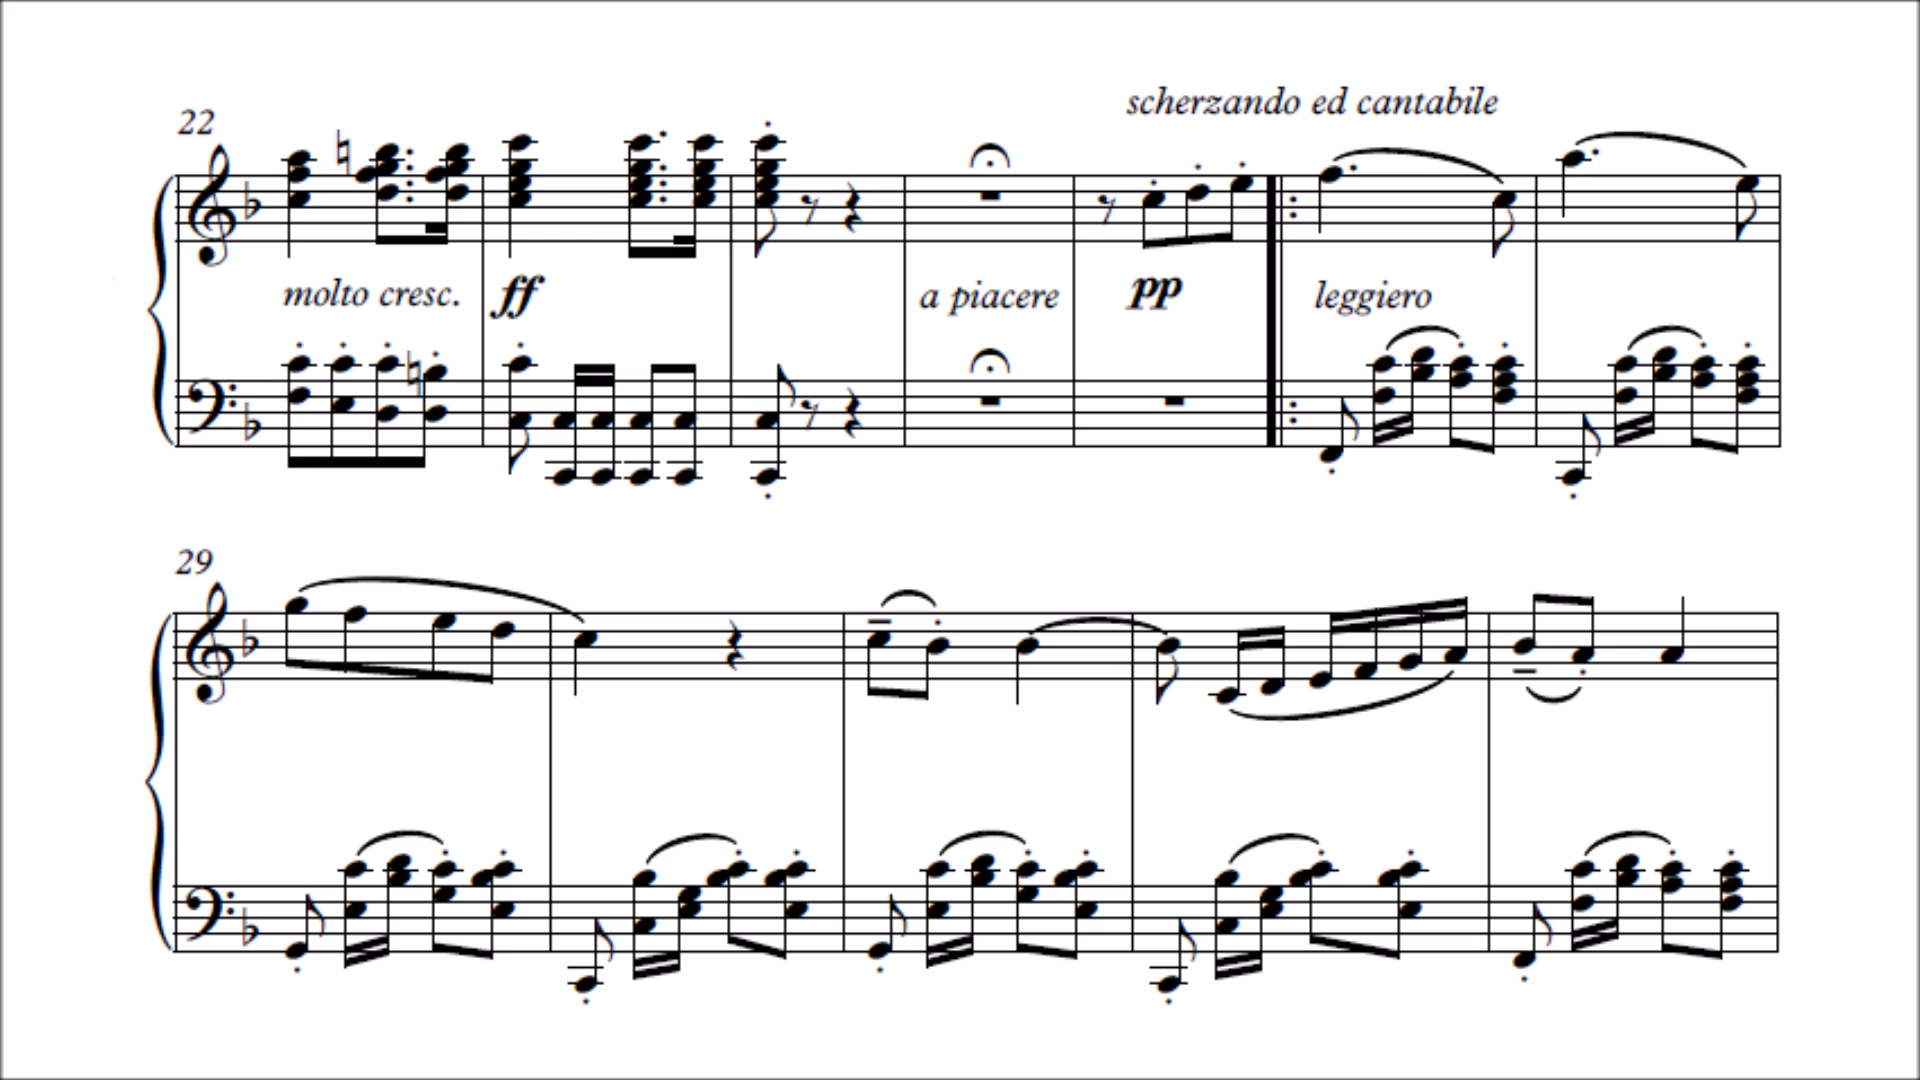 scherzando ed cantabile
22
molto cresc. ff a piacere pp leggiero
29